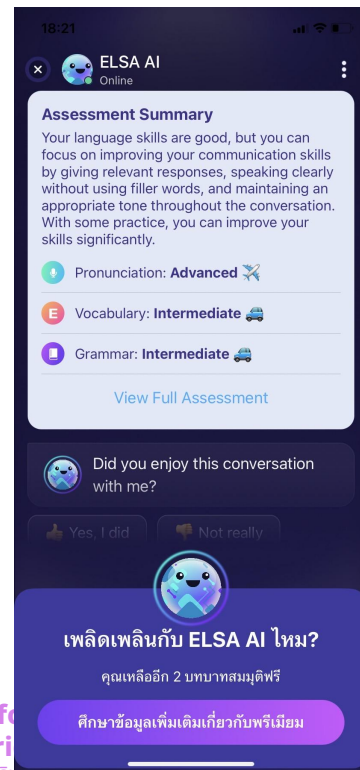 18:21
ELSA AI
Online
Assessment Summary
Your language skills are good, but you can
focus on improving your communication skills
by giving relevant responses, speaking clearly
without using filler words, and maintaining an
appropriate tone throughout the conversation.
With some practice, you can improve your
skills significantly.
Pronunciation: Advanced ✈️
E Vocabulary: Intermediate 🚙
Grammar: Intermediate 🚙
View Full Assessment
Did you enjoy this conversation
with me?
👍 Yes, I did 👎 Not really
เพลิดเพลินกับ ELSA AI ไหม?
คุณเหลืออีก 2 บทบาทสมมุติฟรี
ศึกษาข้อมูลเพิ่มเติมเกี่ยวกับพรีเมียม